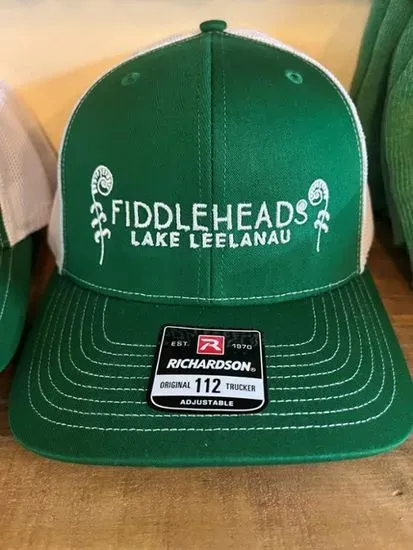 FIDDLEHEADS
LAKE LEELANAU
EST. R 1970
RICHARDSON®
ORIGINAL 112 TRUCKER
ADJUSTABLE